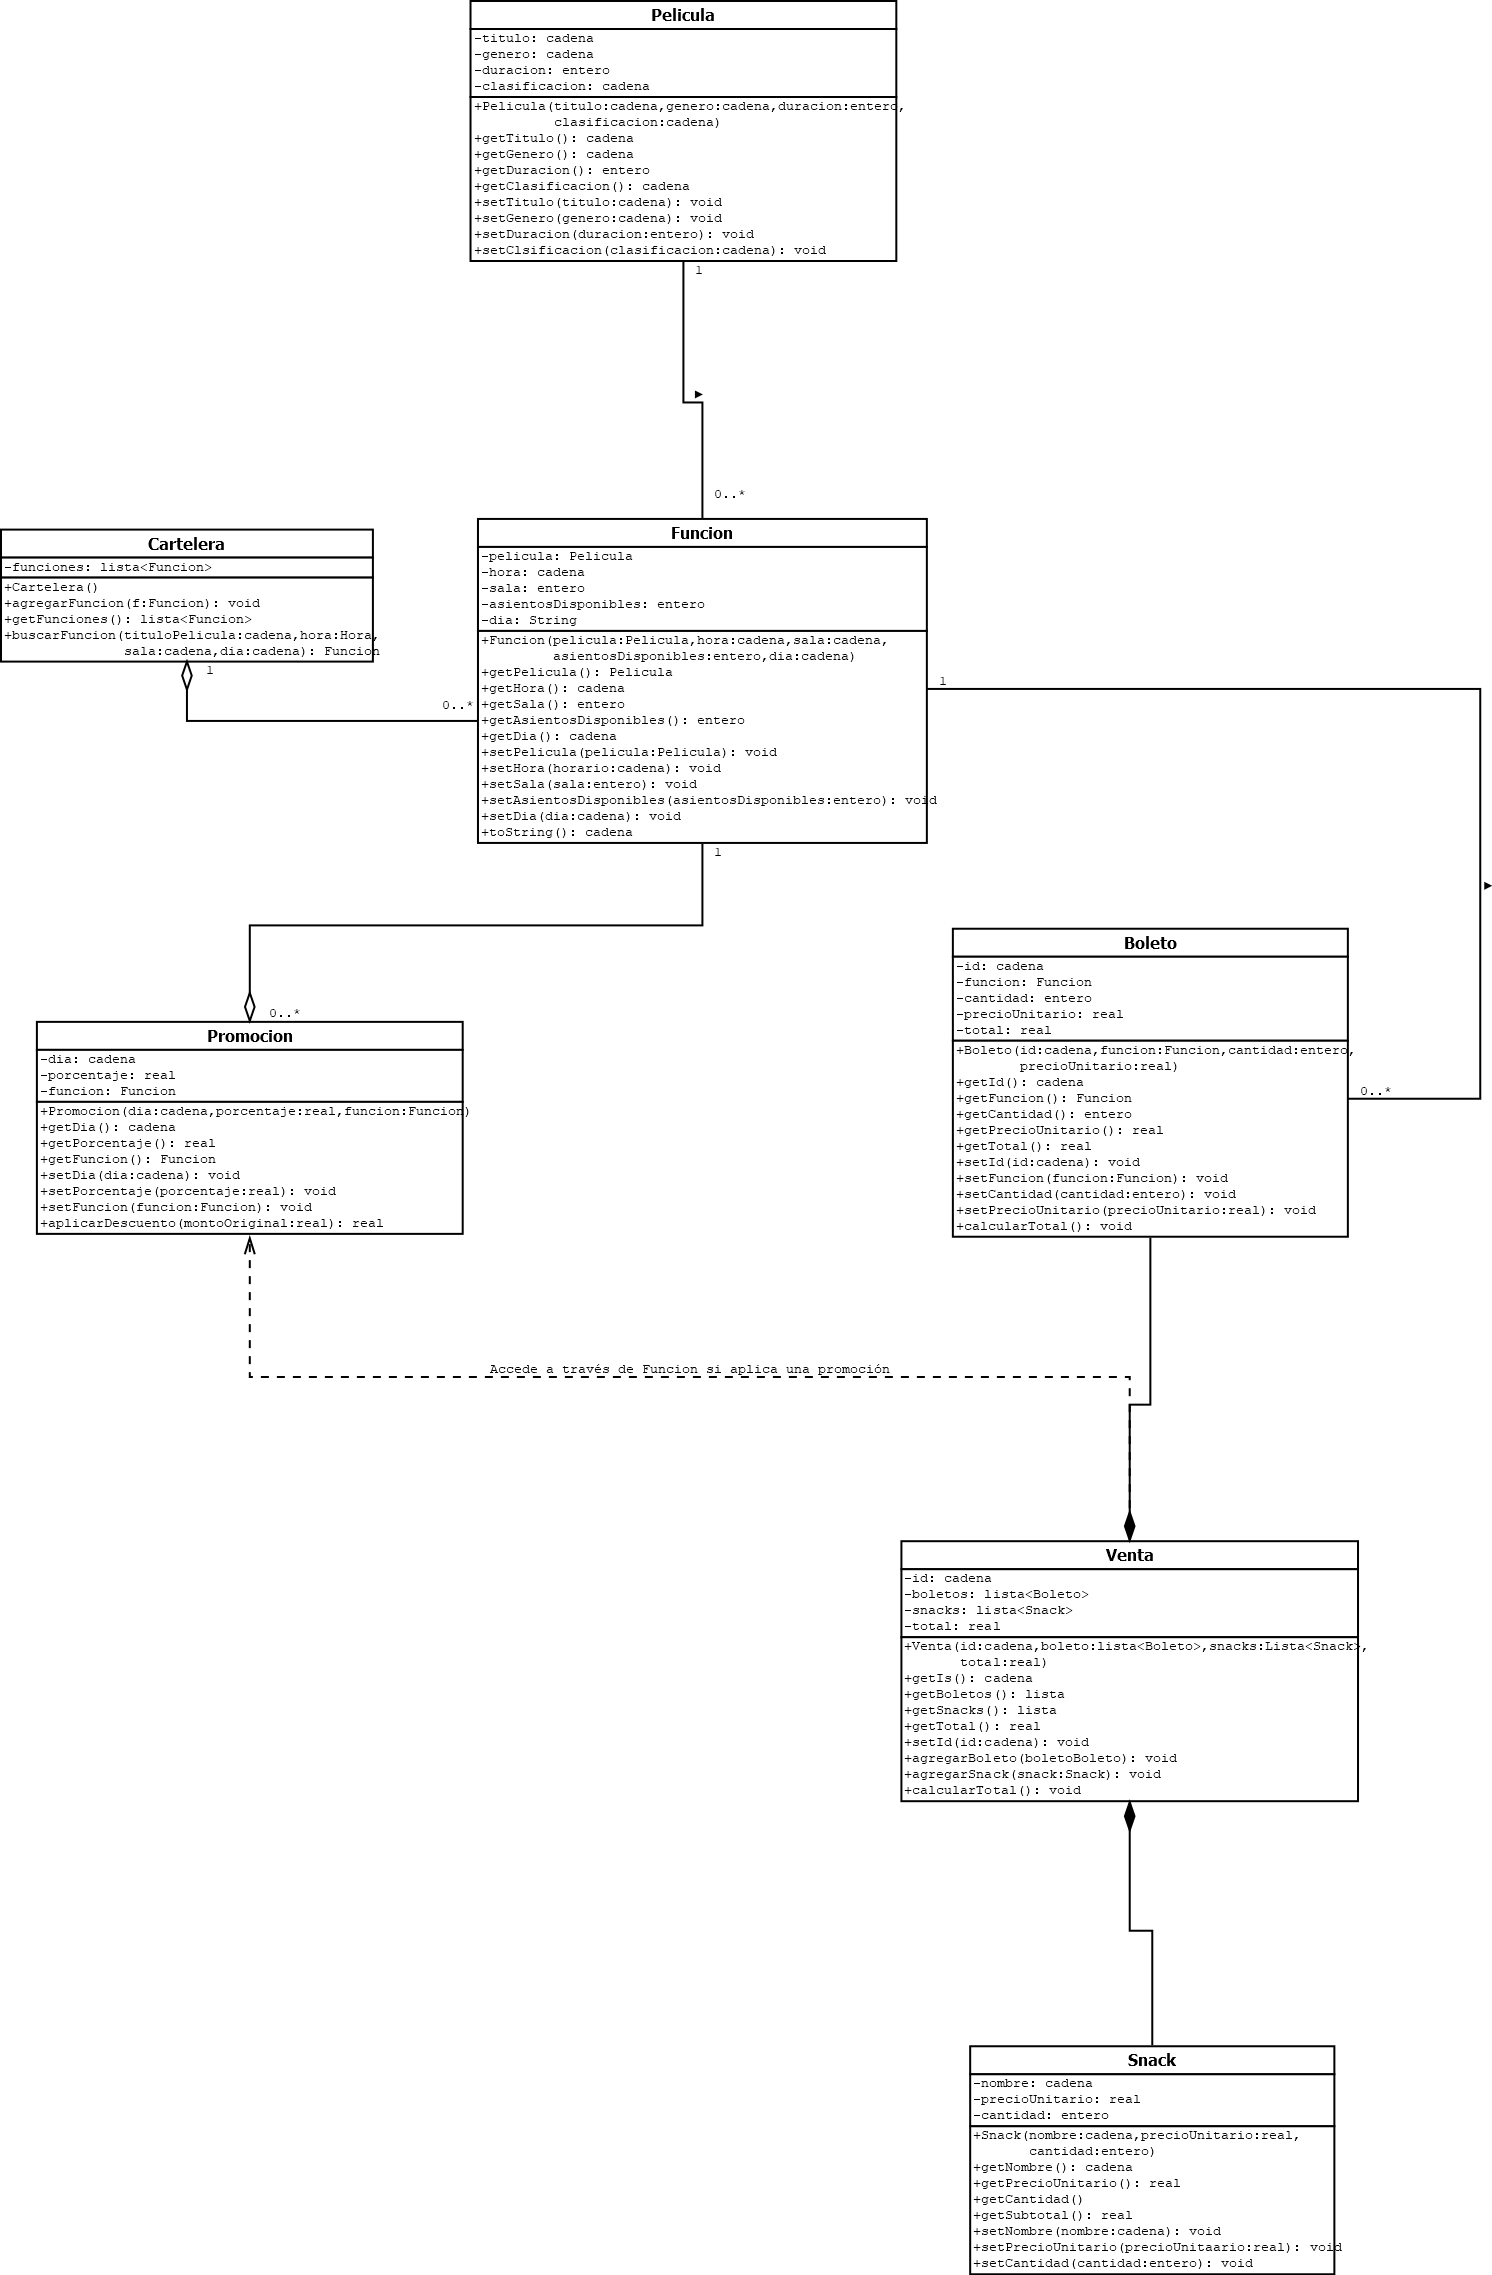 Pelicula
-titulo: cadena
-genero: cadena
-duracion: entero
-clasificacion: cadena
+Pelicula(titulo:cadena,genero:cadena,duracion:entero,
clasificacion:cadena)
+getTitulo(): cadena
+getGenero(): cadena
+getDuracion(): entero
+getClasificacion(): cadena
+setTitulo(titulo:cadena): void
+setGenero(genero:cadena): void
+setDuracion(duracion:entero): void
+setClsificacion(clasificacion:cadena): void
1
0..*
Cartelera
-funciones: lista<Funcion>
+Cartelera()
+agregarFuncion(f:Funcion): void
+getFunciones(): lista<Funcion>
+buscarFuncion(tituloPelicula:cadena,hora:Hora,
sala:cadena,dia:cadena): Funcion
1
0..*
Funcion
-pelicula: Pelicula
-hora: cadena
-sala: entero
-asientosDisponibles: entero
-dia: String
+Funcion(pelicula:Pelicula,hora:cadena,sala:cadena,
asientosDisponibles:entero,dia:cadena)
+getPelicula(): Pelicula
+getHora(): cadena
+getSala(): entero
+getAsientosDisponibles(): entero
+getDia(): cadena
+setPelicula(pelicula:Pelicula): void
+setHora(horario:cadena): void
+setSala(sala:entero): void
+setAsientosDisponibles(asientosDisponibles:entero): void
+setDia(dia:cadena): void
+toString(): cadena
1
1
0..*
Promocion
-dia: cadena
-porcentaje: real
-funcion: Funcion
+Promocion(dia:cadena,porcentaje:real,funcion:Funcion)
+getDia(): cadena
+getPorcentaje(): real
+getFuncion(): Funcion
+setDia(dia:cadena): void
+setPorcentaje(porcentaje:real): void
+setFuncion(funcion:Funcion): void
+aplicarDescuento(montoOriginal:real): real
Boleto
-id: cadena
-funcion: Funcion
-cantidad: entero
-precioUnitario: real
-total: real
+Boleto(id:cadena,funcion:Funcion,cantidad:entero,
precioUnitario:real)
+getId(): cadena
+getFuncion(): Funcion
+getCantidad(): entero
+getPrecioUnitario(): real
+getTotal(): real
+setId(id:cadena): void
+setFuncion(funcion:Funcion): void
+setCantidad(cantidad:entero): void
+setPrecioUnitario(precioUnitario:real): void
+calcularTotal(): void
0..*
Accede a través de Funcion si aplica una promoción
Venta
-id: cadena
-boletos: lista<Boleto>
-snacks: lista<Snack>
-total: real
+Venta(id:cadena,boleto:lista<Boleto>,snacks:Lista<Snack>,
total:real)
+getIs(): cadena
+getBoletos(): lista
+getSnacks(): lista
+getTotal(): real
+setId(id:cadena): void
+agregarBoleto(boletoBoleto): void
+agregarSnack(snack:Snack): void
+calcularTotal(): void
Snack
-nombre: cadena
-precioUnitario: real
-cantidad: entero
+Snack(nombre:cadena,precioUnitario:real,
cantidad:entero)
+getNombre(): cadena
+getPrecioUnitario(): real
+getCantidad()
+getSubtotal(): real
+setNombre(nombre:cadena): void
+setPrecioUnitario(precioUnitaario:real): void
+setCantidad(cantidad:entero): void